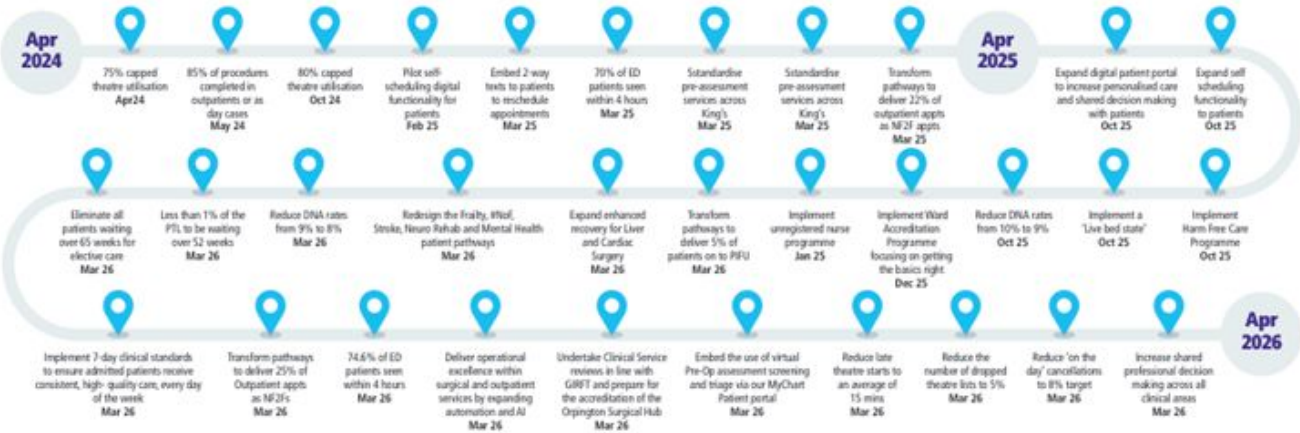 Apr
2024
75% capped
theatre utilisation
Apr24
85% of procedures
completed in
outpatients or as
day cases
May 24
80% capped
theatre utilisation
Oct 24
Pilot self-
scheduling digital
functionality for
patients
Feb 25
Embed 2-way
texts to patients
to reschedule
appointments
Mar 25
70% of ED
patients seen
within 4 hours
Mar 25
Sstandardise
pre-assessment
services across
King's
Mar 25
Sstandardise
pre-assessment
services across
King's
Mar 25
Transform
pathways to
deliver 22% of
outpatient appts
as NF2F appts
Mar 25
Apr
2025
Expand digital patient portal
to increase personalised care
and shared decision making
with patients
Oct 25
Expand self
scheduling
functionality
to patients
Oct 25
Eliminate all
patients waiting
over 65 weeks for
elective care
Mar 26
Less than 1% of the
PTL to be waiting
over 52 weeks
Mar 26
Reduce DNA rates
from 9% to 8%
Mar 26
Redesign the Frailty, #NoF,
Stroke, Neuro Rehab and Mental Health
patient pathways
Mar 26
Expand enhanced
recovery for Liver
and Cardiac
Surgery
Mar 26
Transform
pathways to
deliver 5% of
patients on to PIFU
Mar 26
Implement
unregistered nurse
programme
Jan 25
Implement Ward
Accreditation
Programme
focusing on getting
the basics right
Dec 25
Reduce DNA rates
from 10% to 9%
Oct 25
Implement a
'Live bed state'
Oct 25
Implement
Harm Free Care
Programme
Oct 25
Implement 7-day clinical standards
to ensure admitted patients receive
consistent, high- quality care, every day
of the week
Mar 26
Transform pathways
to deliver 25% of
Outpatient appts
as NF2Fs
Mar 26
74.6% of ED
patients seen
within 4 hours
Mar 26
Deliver operational
excellence within
surgical and outpatient
services by expanding
automation and AI
Mar 26
Undertake Clinical Service
reviews in line with
GIRFT and prepare for
the accreditation of the
Orpington Surgical Hub
Mar 26
Embed the use of virtual
Pre-Op assessment screening
and triage via our MyChart
Patient portal
Mar 26
Reduce late
theatre starts to
an average of
15 mins
Mar 26
Reduce the
number of dropped
theatre lists to 5%
Mar 26
Reduce 'on the
day' cancellations
to 8% target
Mar 26
Increase shared
professional decision
making across all
clinical areas
Mar 26
Apr
2026